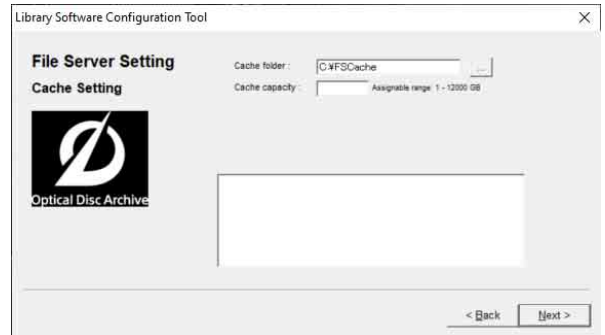 Library Software Configuration Tool
File Server Setting
Cache Setting
Cache folder :
C:¥FSCache
...
Cache capacity :
Assignable range 1 - 12000 GB
Optical Disc Archive
< Back
Next >